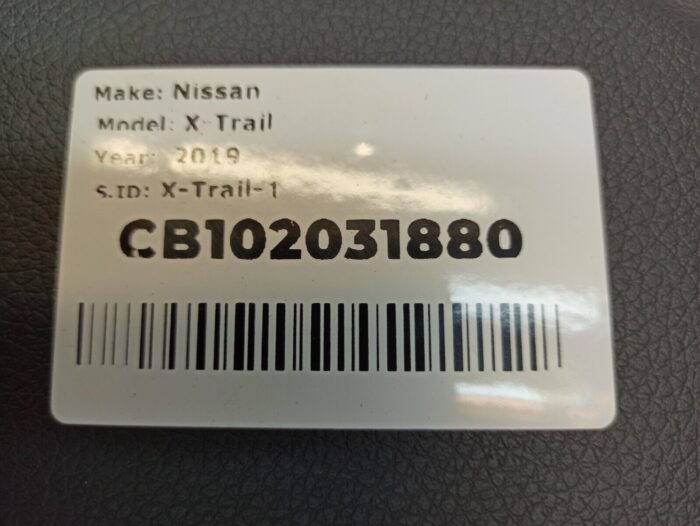 Make: Nissan
Model: X-Trail
Year: 2019
S.ID: X-Trail-1
CB102031880